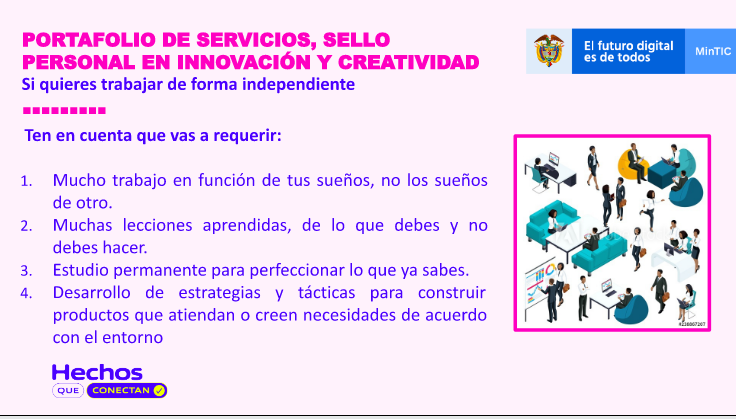 PORTAFOLIO DE SERVICIOS, SELLO
PERSONAL EN INNOVACIÓN Y CREATIVIDAD
Si quieres trabajar de forma independiente
El futuro digital
es de todos
MinTIC
Ten en cuenta que vas a requerir:
1. Mucho trabajo en función de tus sueños, no los sueños
de otro.
2. Muchas lecciones aprendidas, de lo que debes y no
debes hacer.
3. Estudio permanente para perfeccionar lo que ya sabes.
4. Desarrollo de estrategias y tácticas para construir
productos que atiendan o creen necesidades de acuerdo
con el entorno
Hechos
QUE CONECTAN